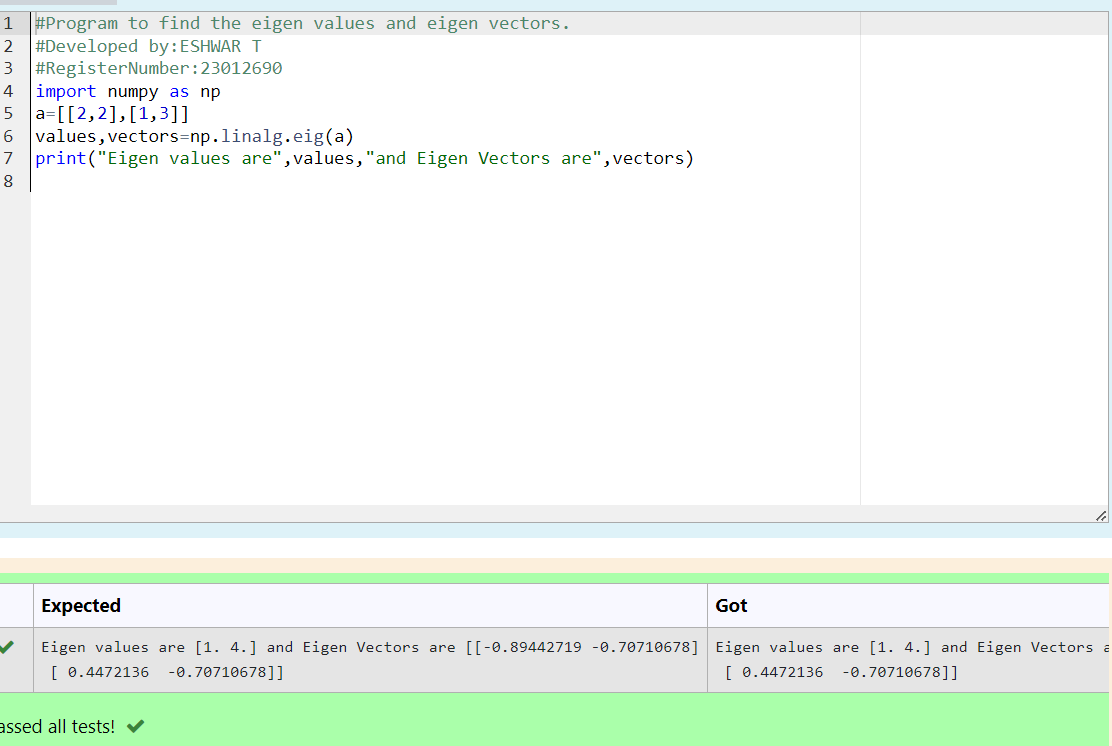 1 #Program to find the eigen values and eigen vectors.
2 #Developed by:ESHWAR T
3 #RegisterNumber:23012690
4 import numpy as np
5 a=[[2,2],[1,3]]
6 values,vectors=np.linalg.eig(a)
7 print("Eigen values are",values,"and Eigen Vectors are",vectors)
8
Expected Got
Eigen values are [1. 4.] and Eigen Vectors are [[-0.89442719 -0.70710678] Eigen values are [1. 4.] and Eigen Vectors
[ 0.4472136  -0.70710678]] [ 0.4472136  -0.70710678]]
assed all tests!